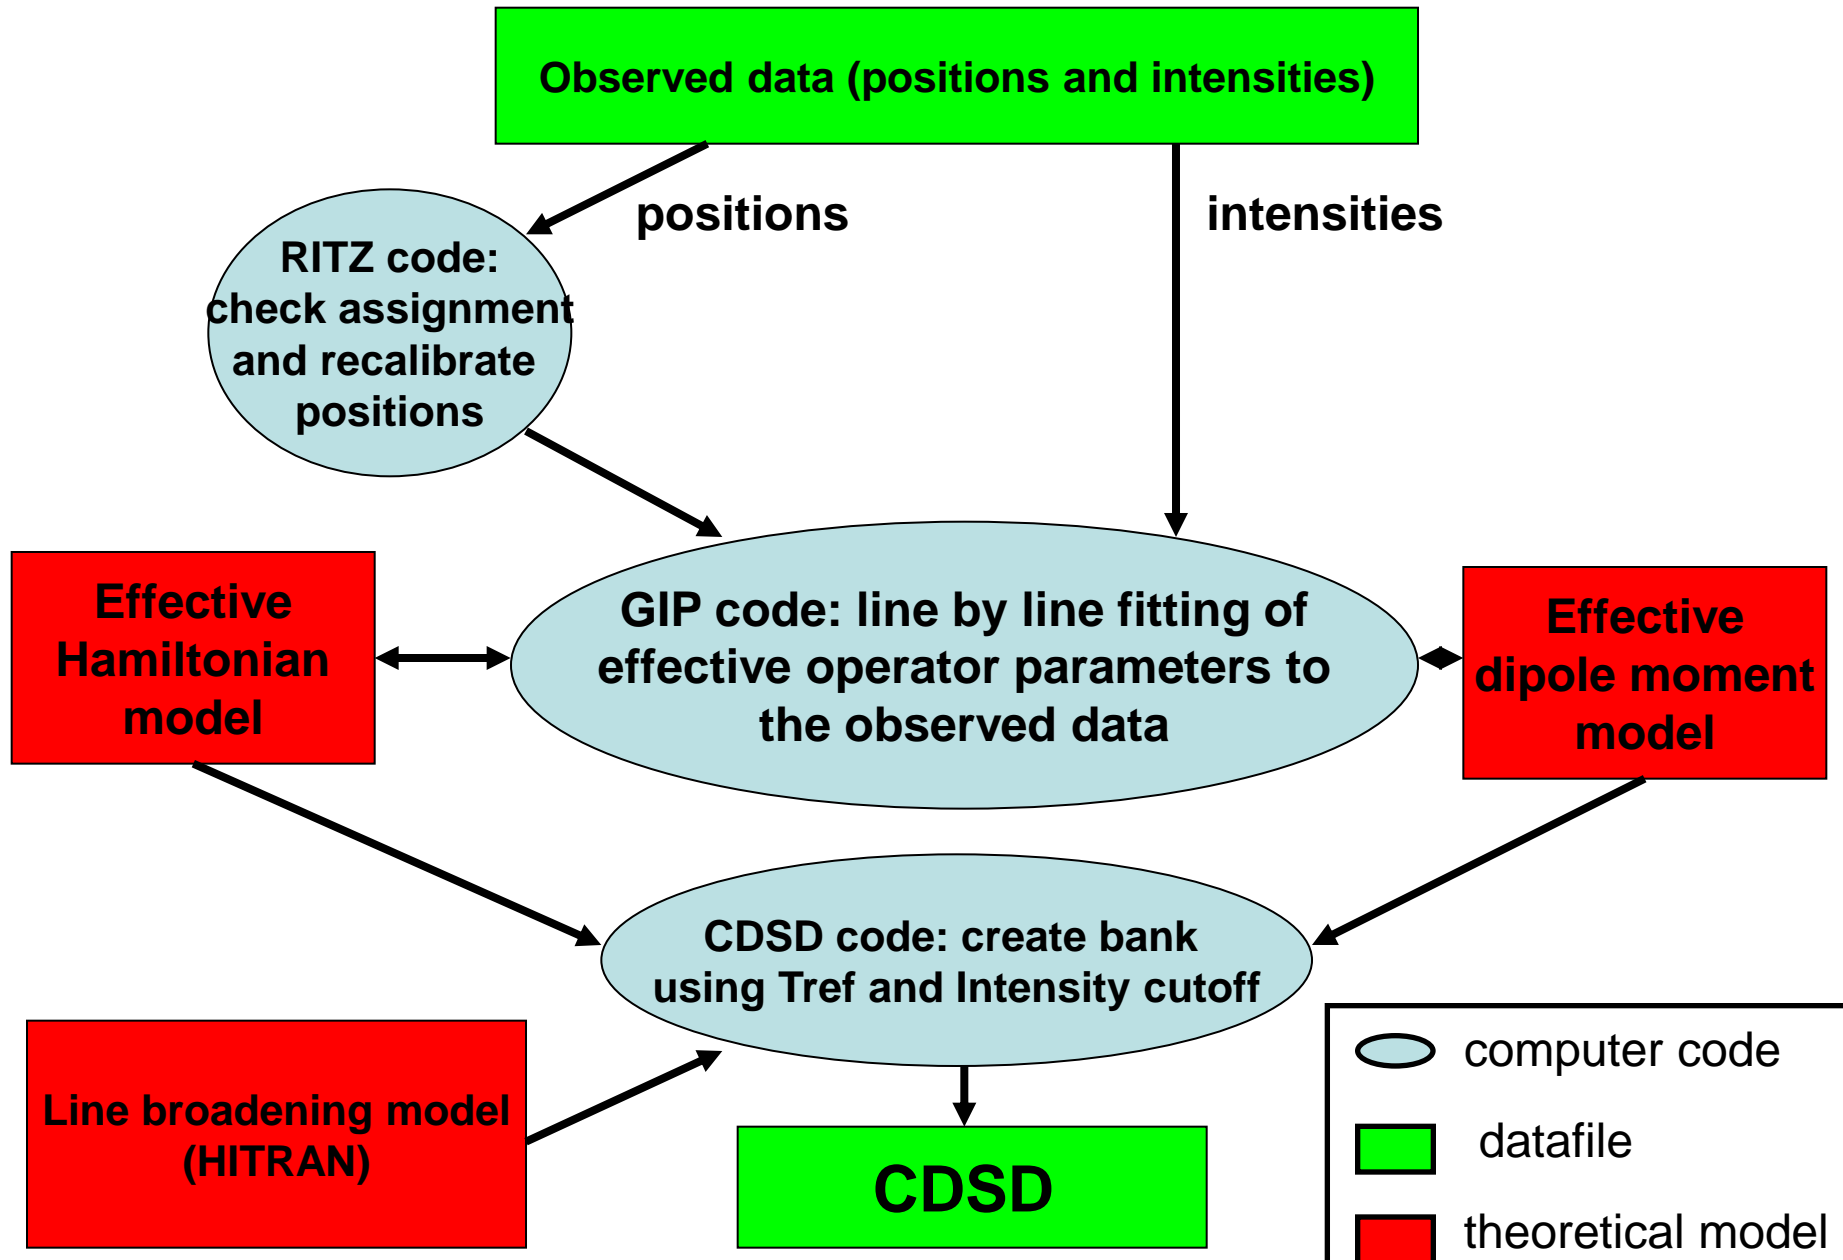 Observed data (positions and intensities)
positions
intensities
RITZ code:
check assignment
and recalibrate
positions
Effective
Hamiltonian
model
GIP code: line by line fitting of
effective operator parameters to
the observed data
Effective
dipole moment
model
CDSD code: create bank
using Tref and Intensity cutoff
Line broadening model
(HITRAN)
CDSD
computer code
datafile
theoretical model